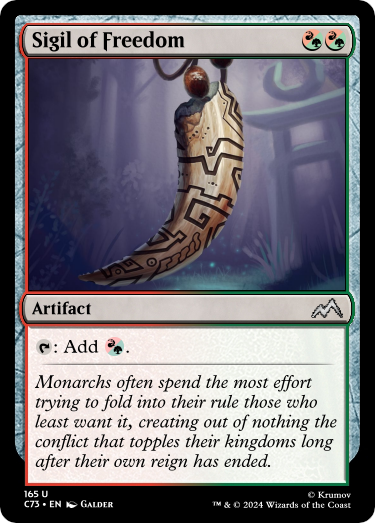 Sigil of Freedom
Artifact
: Add .
Monarchs often spend the most effort
trying to fold into their rule those who
least want it, creating out of nothing the
conflict that topples their kingdoms long
after their own reign has ended.
165 U
© Krumov
C73 • EN Galder
™ & © 2024 Wizards of the Coast